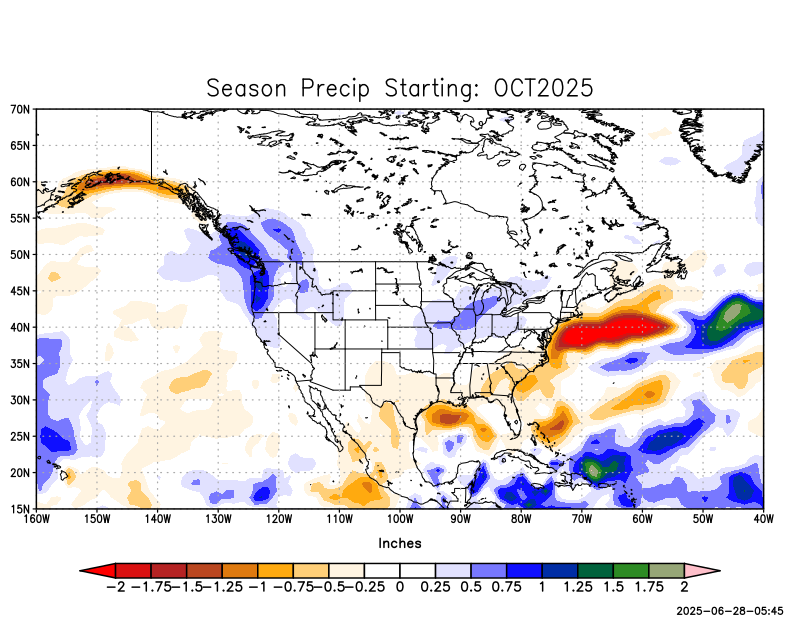 Season Precip Starting: OCT2025
70N
65N
60N
55N
50N
45N
40N
35N
30N
25N
20N
15N
160W 150W 140W 130W 120W 110W 100W 90W 80W 70W 60W 50W 40W
Inches
−2 −1.75 −1.5 −1.25 −1 −0.75 −0.5 −0.25 0 0.25 0.5 0.75 1 1.25 1.5 1.75 2
2025-06-28-05:45